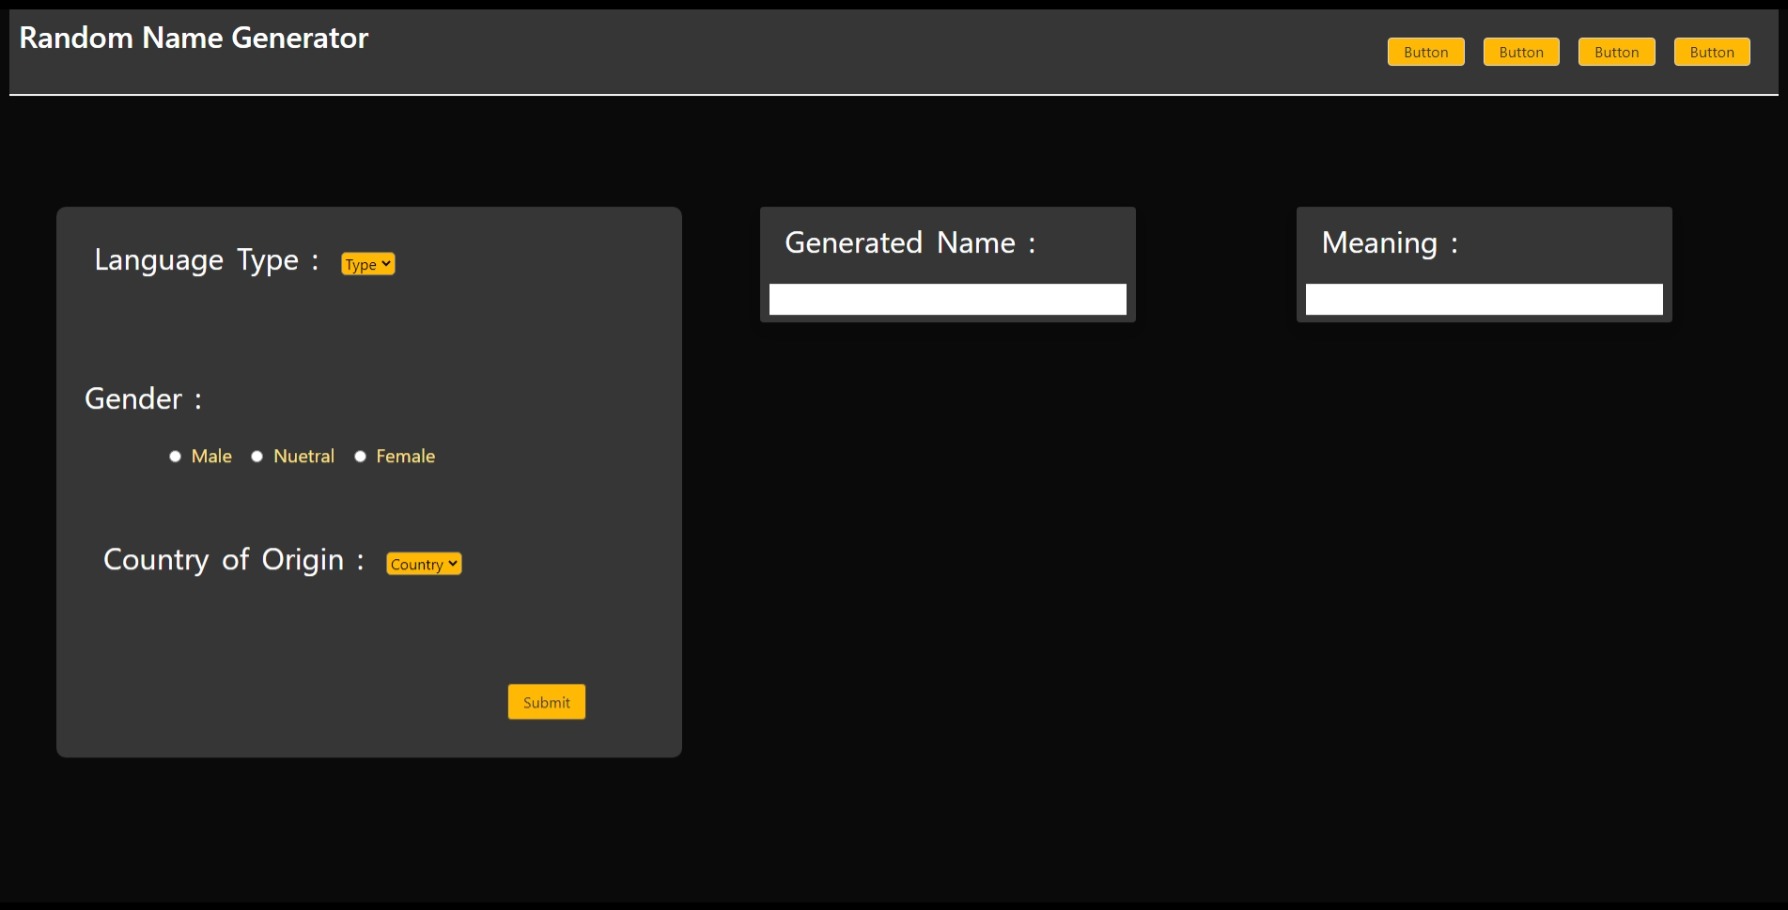 Random Name Generator
Button Button Button Button
Language Type : Type
Gender :
Male Nuetral Female
Country of Origin : Country
Submit
Generated Name :
Meaning :